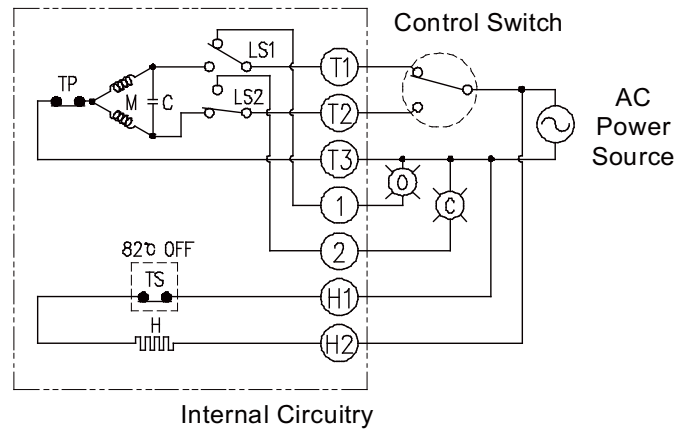 Control Switch
LS1
T1
TP
M
C
LS2
T2
AC
Power
Source
T3
O
1
C
2
82℃ OFF
TS
H1
H
H2
Internal Circuitry